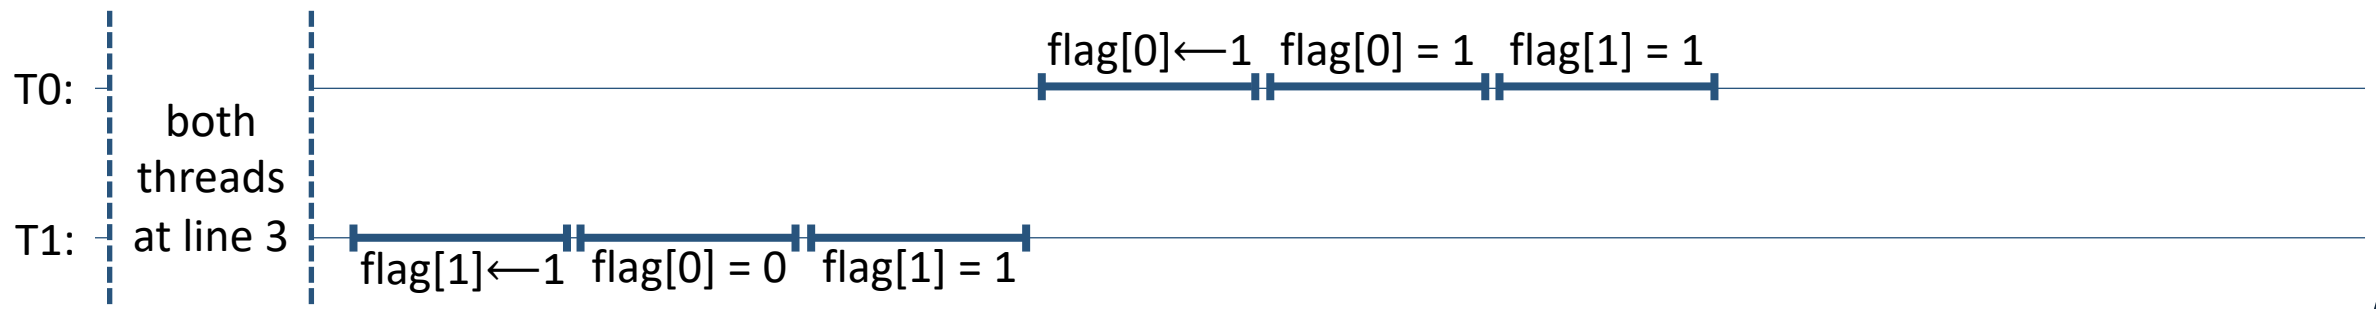 flag[0]⟵1 flag[0] = 1 flag[1] = 1
T0:
both
threads
T1: at line 3
flag[1]⟵1 flag[0] = 0 flag[1] = 1